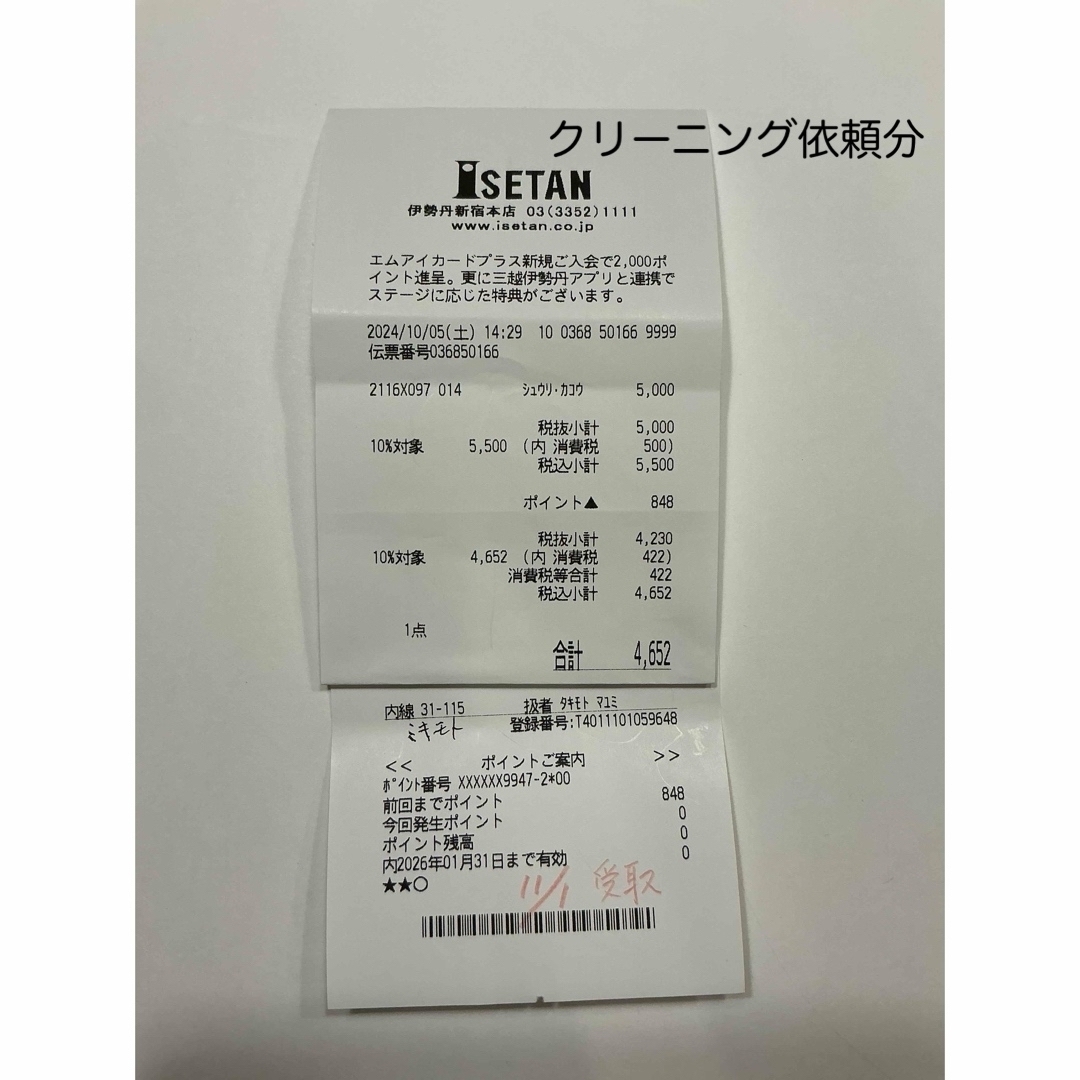 クリーニング依頼分
ISETAN
伊勢丹新宿本店 03(3352)1111
www.isetan.co.jp
エムアイカードプラス新規ご入会で2,000ポ
イント進呈。更に三越伊勢丹アプリと連携で
ステージに応じた特典がございます。
2024/10/05(土) 14:29 10 0368 50166 9999
伝票番号036850166
2116X097 014 ｼｭｳﾘ･ｶｺｳ 5,000
税抜小計 5,000
10%対象 5,500 (内 消費税 500)
税込小計 5,500
ポイント▲ 848
税抜小計 4,230
10%対象 4,652 (内 消費税 422)
消費税等合計 422
税込小計 4,652
1点
合計 4,652
内線 31-115 扱者 ﾀｷﾓﾄ ﾏﾕﾐ
ミキモト 登録番号:T4011101059648
<< ポイントご案内 >>
ﾎﾟｲﾝﾄ番号 XXXXXX9947-2*00
前回までポイント 848
今回発生ポイント 0
ポイント残高 0
内2026年01月31日まで有効 0
★★○
11/1 受取